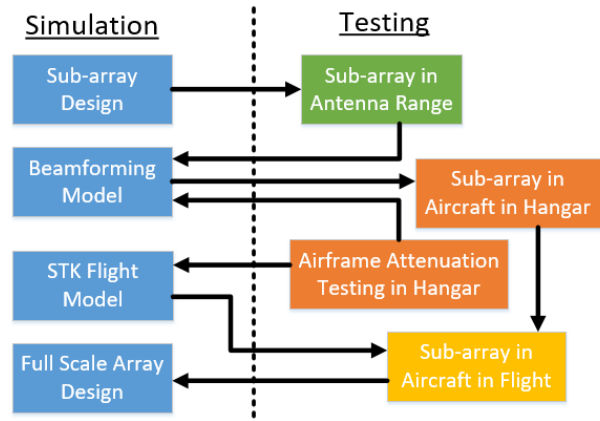 Simulation
Testing
Sub-array
Design
Sub-array in
Antenna Range
Beamforming
Model
Sub-array in
Aircraft in Hangar
STK Flight
Model
Airframe Attenuation
Testing in Hangar
Full Scale Array
Design
Sub-array in
Aircraft in Flight